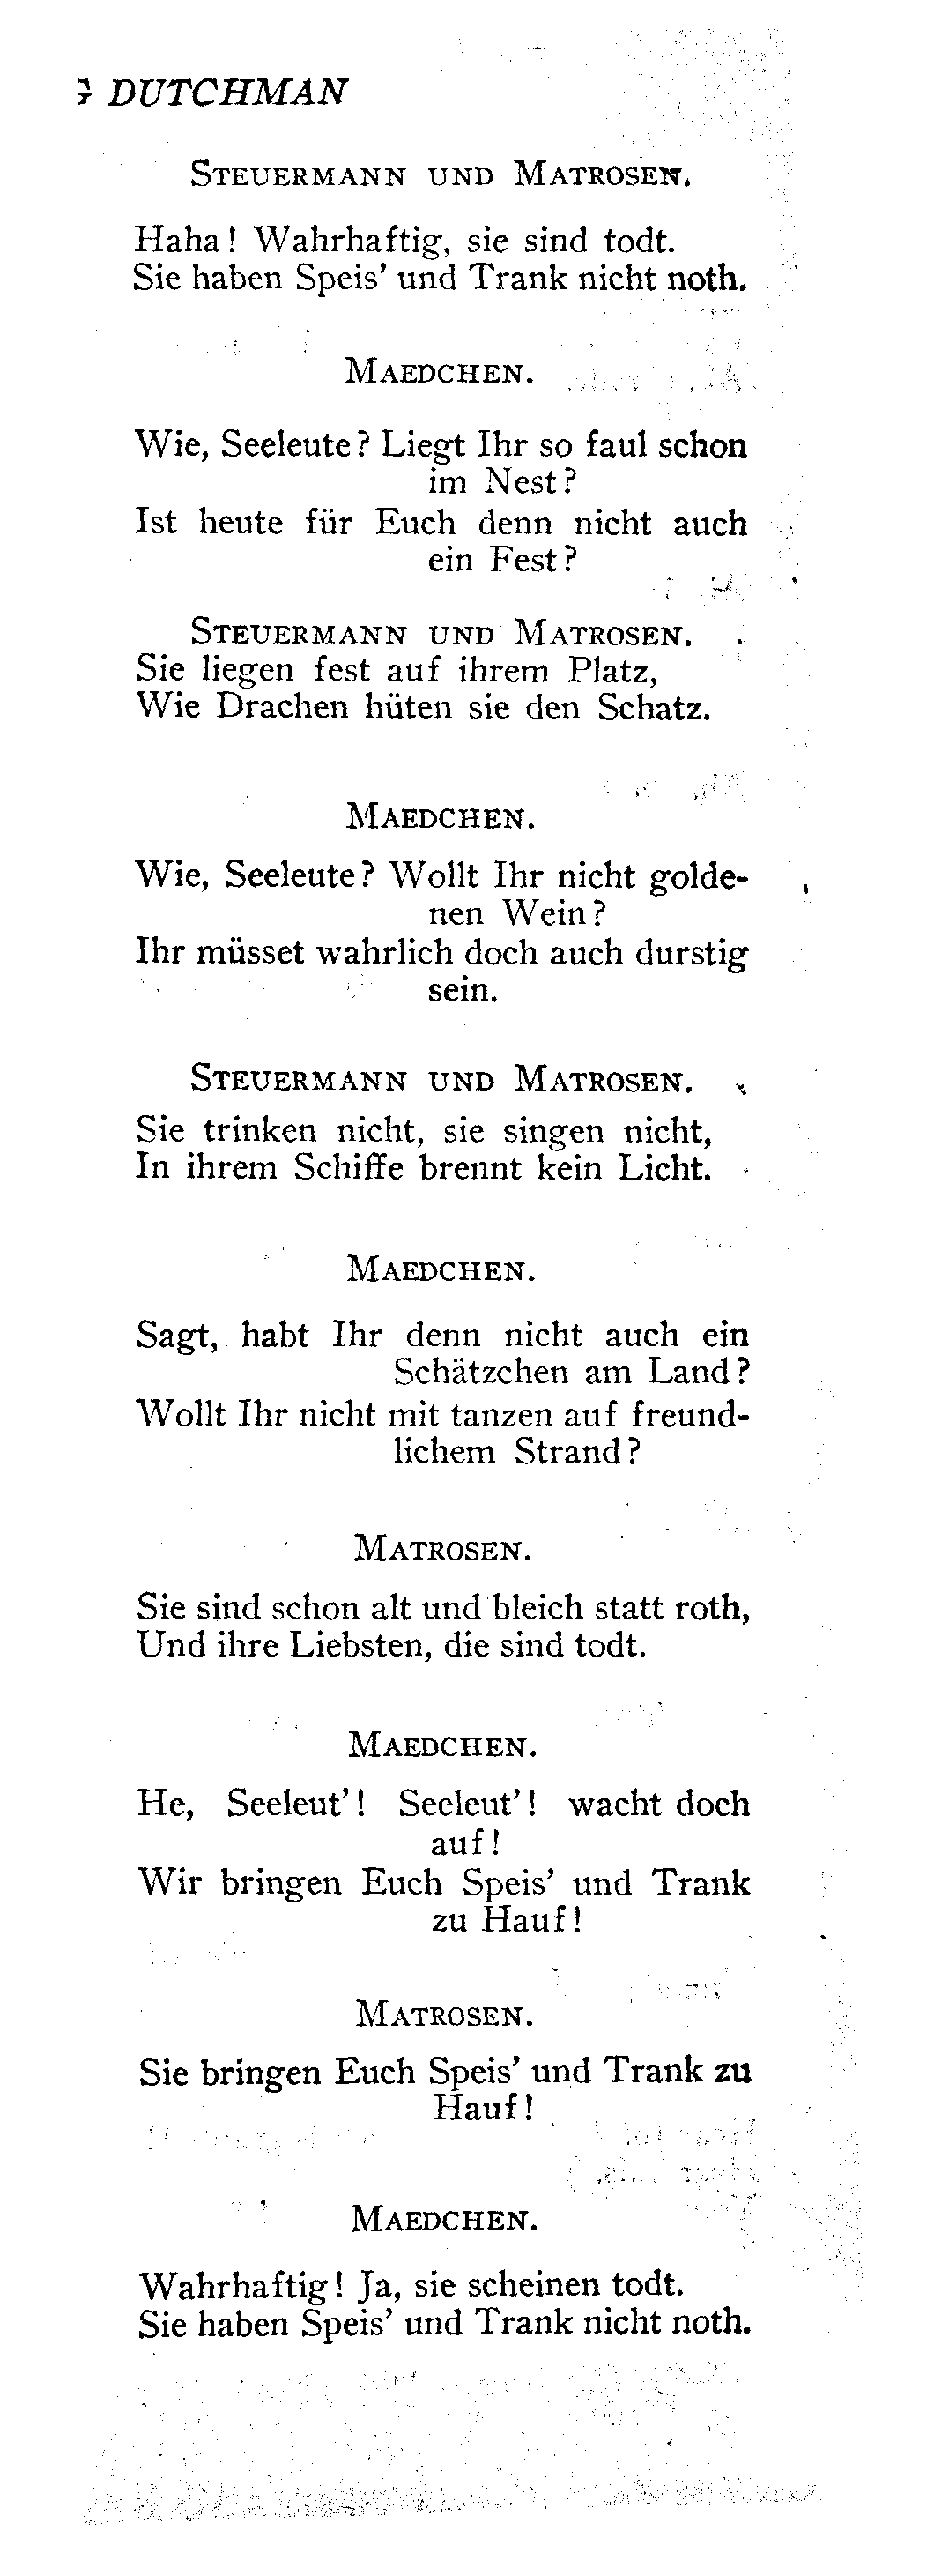 DUTCHMAN
STEUERMANN UND MATROSEN.
Haha! Wahrhaftig, sie sind todt.
Sie haben Speis' und Trank nicht noth.
MAEDCHEN.
Wie, Seeleute? Liegt Ihr so faul schon
im Nest?
Ist heute für Euch denn nicht auch
ein Fest?
STEUERMANN UND MATROSEN.
Sie liegen fest auf ihrem Platz,
Wie Drachen hüten sie den Schatz.
MAEDCHEN.
Wie, Seeleute? Wollt Ihr nicht golde-
nen Wein?
Ihr müsset wahrlich doch auch durstig
sein.
STEUERMANN UND MATROSEN.
Sie trinken nicht, sie singen nicht,
In ihrem Schiffe brennt kein Licht.
MAEDCHEN.
Sagt, habt Ihr denn nicht auch ein
Schätzchen am Land?
Wollt Ihr nicht mit tanzen auf freund-
lichem Strand?
MATROSEN.
Sie sind schon alt und bleich statt roth,
Und ihre Liebsten, die sind todt.
MAEDCHEN.
He, Seeleut'! Seeleut'! wacht doch
auf!
Wir bringen Euch Speis' und Trank
zu Hauf!
MATROSEN.
Sie bringen Euch Speis' und Trank zu
Hauf!
MAEDCHEN.
Wahrhaftig! Ja, sie scheinen todt.
Sie haben Speis' und Trank nicht noth.